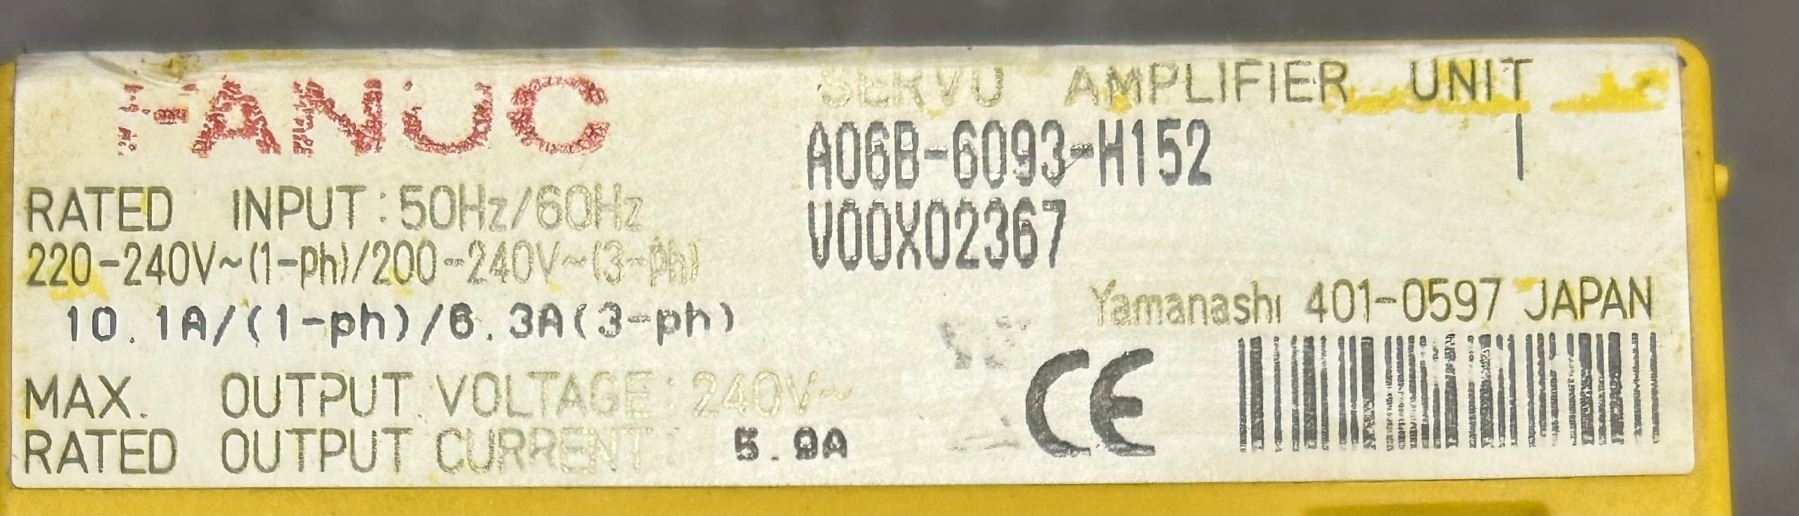 FANUC
SERVO AMPLIFIER UNIT
A06B-6093-H152
V00X02367
RATED INPUT : 50Hz/60Hz
220-240V~(1-ph)/200-240V~(3-ph)
10.1A/(1-ph)/6.3A(3-ph)
Yamanashi 401-0597 JAPAN
MAX. OUTPUT VOLTAGE : 240V~
RATED OUTPUT CURRENT : 5.9A
CE